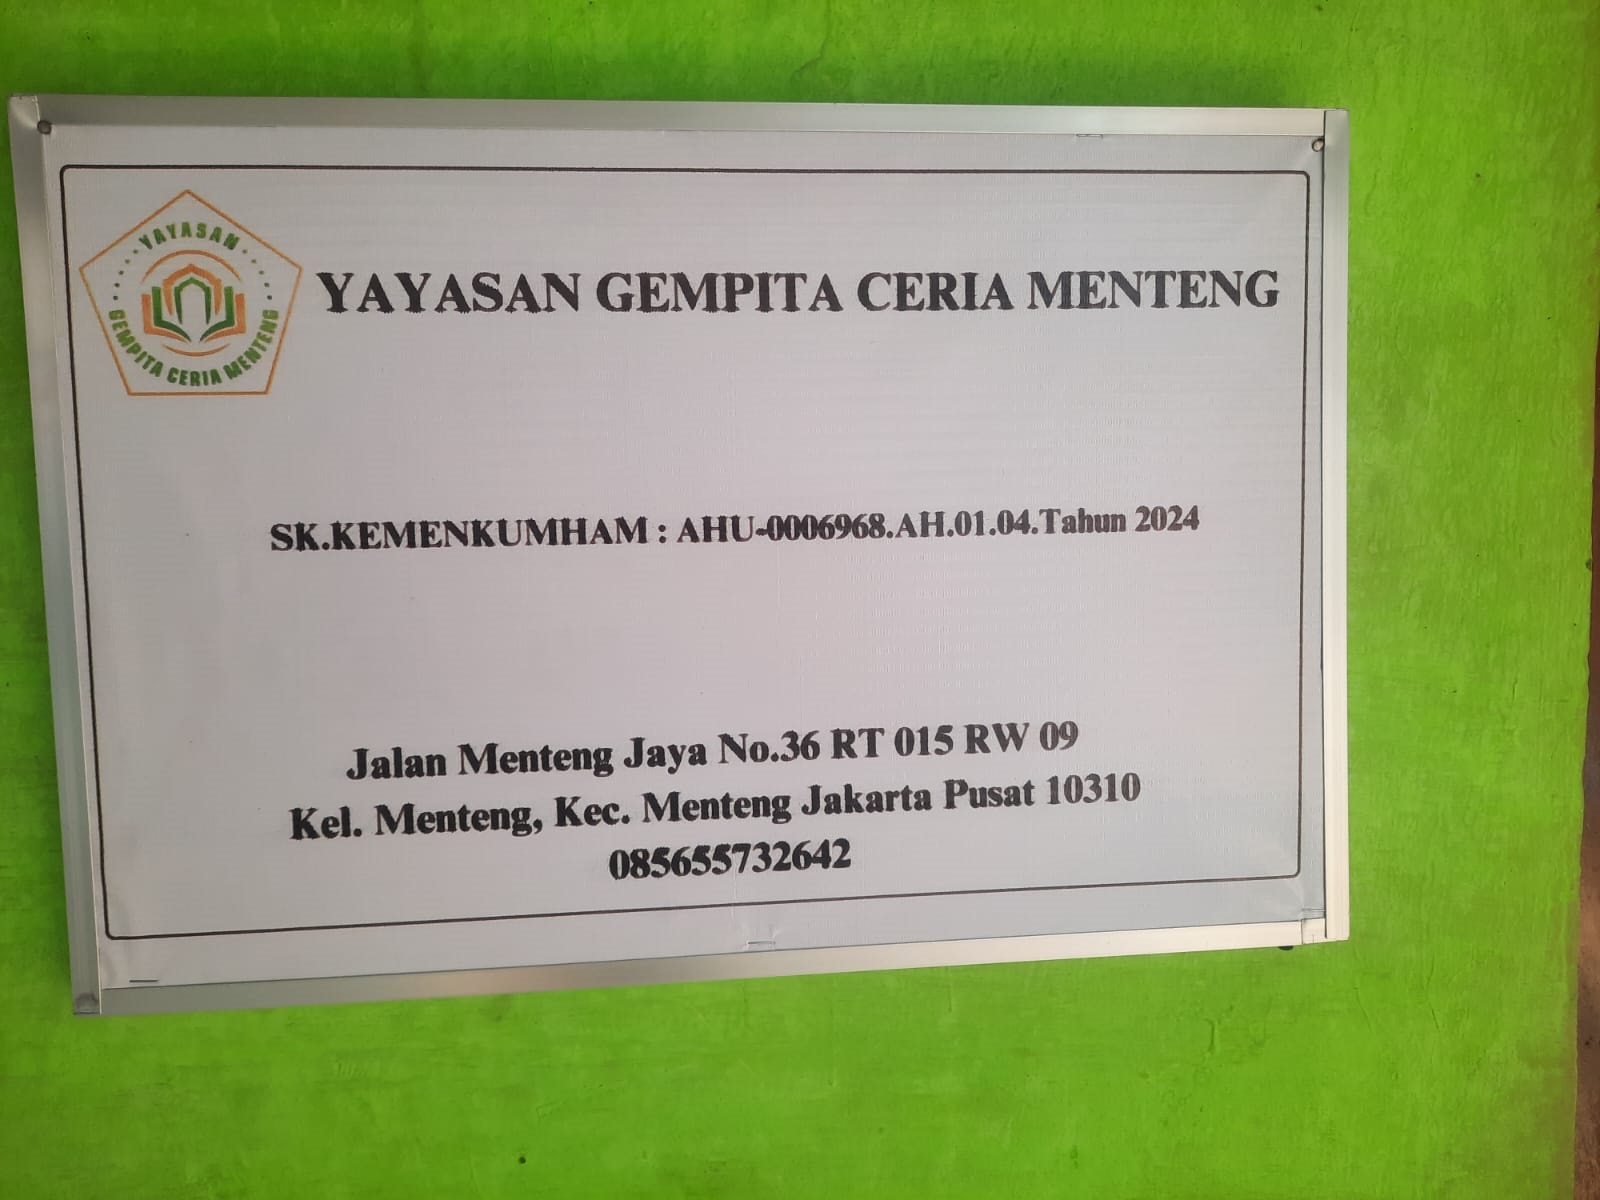 YAYASAN
GEMPITA CERIA MENTENG
YAYASAN GEMPITA CERIA MENTENG
SK.KEMENKUMHAM : AHU-0006968.AH.01.04.Tahun 2024
Jalan Menteng Jaya No.36 RT 015 RW 09
Kel. Menteng, Kec. Menteng Jakarta Pusat 10310
085655732642